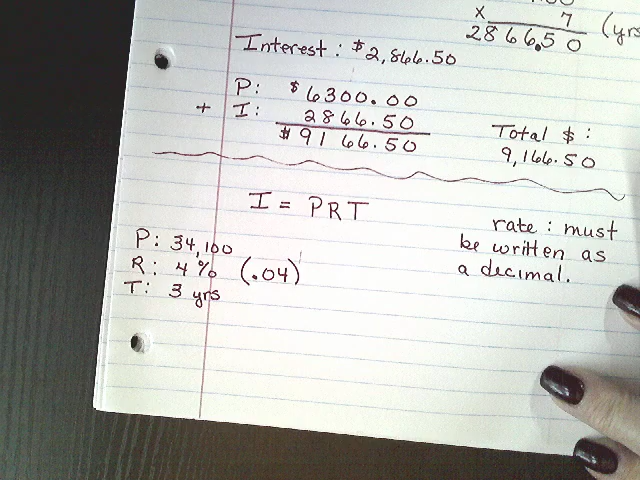 x 7
2866.50 (yrs
Interest: $2,866.50
P: $6300.00
+ I: 2866.50
$9166.50
Total $:
9,166.50
I = PRT
rate: must
be written as
a decimal.
P: 34,100
R: 4% (.04)
T: 3 yrs